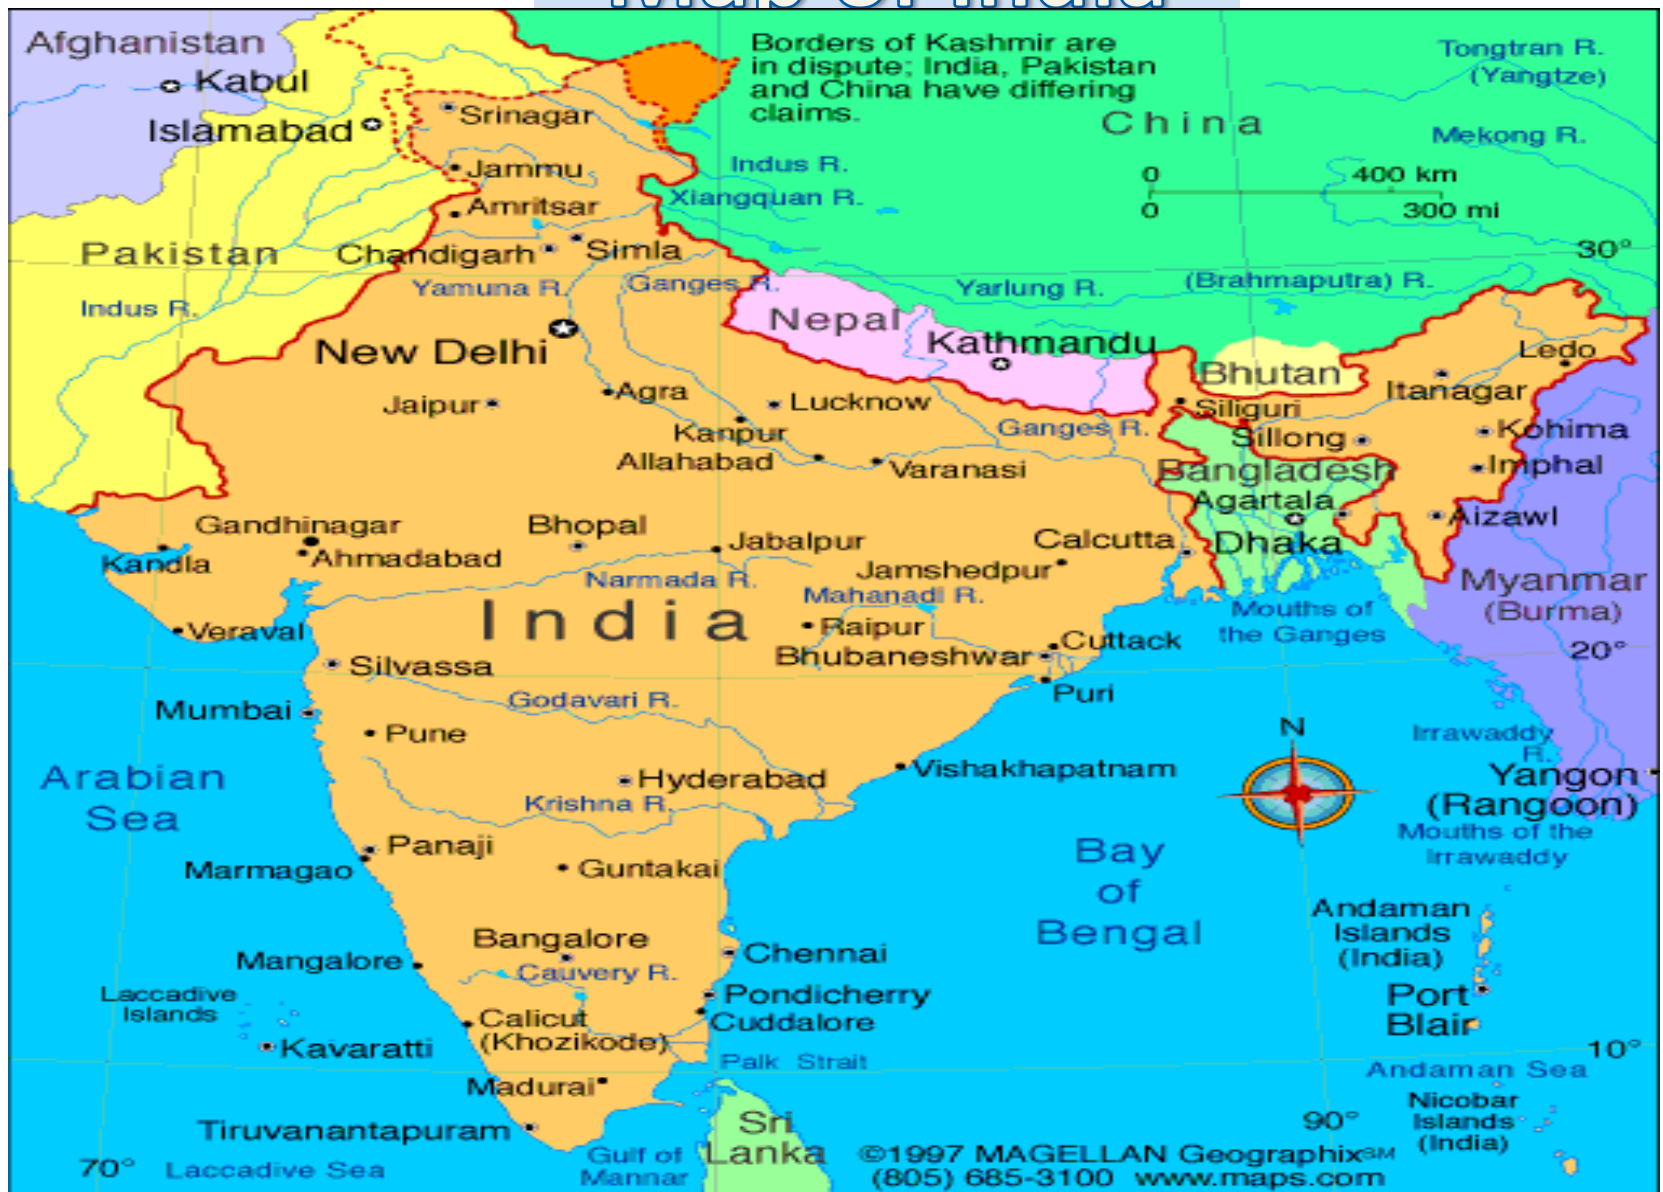 Map of India
Afghanistan
Kabul
Islamabad
Borders of Kashmir are
in dispute; India, Pakistan
and China have differing
claims.
Tongtran R.
(Yangtze)
China
Mekong R.
Srinagar
Jammu
Indus R.
Xiangquan R.
0 400 km
0 300 mi
Amritsar
Pakistan
Chandigarh
Simla
30°
Indus R.
Yamuna R.
Ganges R.
Yarlung R.
(Brahmaputra) R.
Nepal
Kathmandu
New Delhi
Bhutan
Ledo
Itanagar
Agra
Jaipur
Lucknow
Siliguri
Kanpur
Ganges R.
Sillong
Kohima
Allahabad
Varanasi
Bangladesh
Imphal
Agartala
Aizawl
Gandhinagar
Bhopal
Jabalpur
Calcutta
Dhaka
Kandla
Ahmadabad
Jamshedpur
Narmada R.
Mahanadi R.
Myanmar
(Burma)
India
Mouths of
the Ganges
Veraval
Raipur
Cuttack
Bhubaneshwar
20°
Silvassa
Puri
Mumbai
Godavari R.
Pune
N
Irrawaddy
R.
Arabian
Sea
Hyderabad
Vishakhapatnam
Yangon
(Rangoon)
Krishna R.
Mouths of the
Irrawaddy
Panaji
Marmagao
Guntakai
Bay
of
Bengal
Andaman
Islands
(India)
Bangalore
Mangalore
Chennai
Cauvery R.
Laccadive
Islands
Pondicherry
Port
Blair
Calicut
(Khozikode)
Cuddalore
Kavaratti
Palk Strait
10°
Andaman Sea
Madurai
Nicobar
Islands
(India)
Tiruvanantapuram
Sri
Lanka
90°
70°
Laccadive Sea
Gulf of
Mannar
©1997 MAGELLAN Geographix℠
(805) 685-3100 www.maps.com